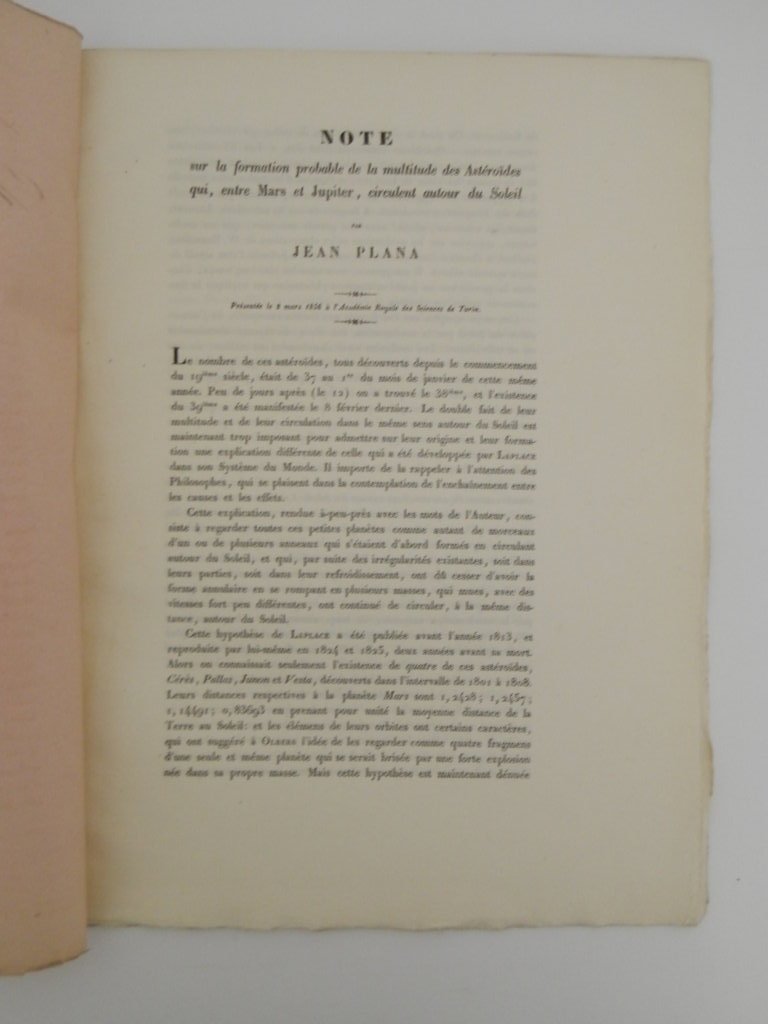 NOTE
sur la formation probable de la multitude des Astéroïdes
qui, entre Mars et Jupiter, circulent autour du Soleil
PAR
JEAN PLANA
Présentée le 8 mars 1856 à l'Académie Royale des Sciences de Turin.
Le nombre de ces astéroïdes, tous découverts depuis le commencement
du 19ième siècle, était de 37 au 1er du mois de janvier de cette même
année. Peu de jours après (le 12) on a trouvé le 38ième, et l'existence
du 39ième a été manifestée le 8 février dernier. Le double fait de leur
multitude et de leur circulation dans le même sens autour du Soleil est
maintenant trop imposant pour admettre sur leur origine et leur forma-
tion une explication différente de celle qui a été développée par LAPLACE
dans son Système du Monde. Il importe de la rappeler à l'attention des
Philosophes, qui se plaisent dans la contemplation de l'enchaînement entre
les causes et les effets.
Cette explication, rendue à-peu-près avec les mots de l'Auteur, con-
siste à regarder toutes ces petites planètes comme autant de morceaux
d'un ou de plusieurs anneaux qui s'étaient d'abord formés en circulant
autour du Soleil, et qui, par suite des irrégularités existantes, soit dans
leurs parties, soit dans leur refroidissement, ont dû cesser d'avoir la
forme annulaire en se rompant en plusieurs masses, qui mues, avec des
vitesses fort peu différentes, ont continué de circuler, à la même dis-
tance, autour du Soleil.
Cette hypothèse de LAPLACE a été publiée avant l'année 1813, et
reproduite par lui-même en 1824 et 1825, deux années avant sa mort.
Alors on connaissait seulement l'existence de quatre de ces astéroïdes,
Cérès, Pallas, Junon et Vesta, découverts dans l'intervalle de 1801 à 1808.
Leurs distances respectives à la planète Mars sont 1,2428; 1,2457;
1,14491; 0,83693 en prenant pour unité la moyenne distance de la
Terre au Soleil: et les élémens de leurs orbites ont certains caractères,
qui ont suggéré à OLBERS l'idée de les regarder comme quatre fragmens
d'une seule et même planète qui se serait brisée par une forte explosion
née dans sa propre masse. Mais cette hypothèse est maintenant dénuée